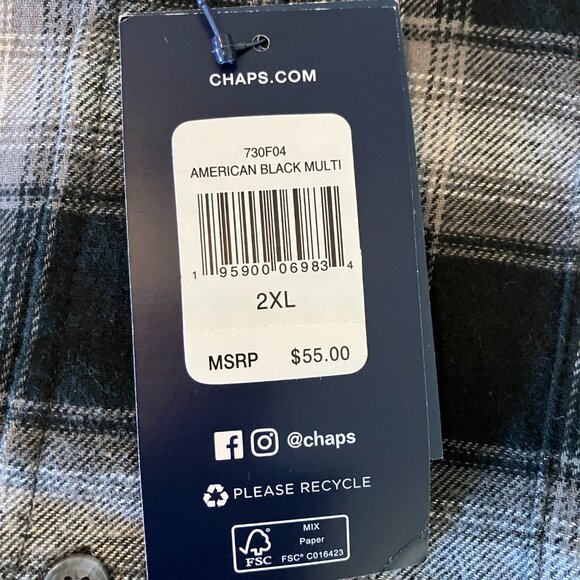 CHAPS.COM
730F04
AMERICAN BLACK MULTI
1 95900 06983 4
2XL
MSRP $55.00
@chaps
PLEASE RECYCLE
FSC
MIX
Paper
FSC® C016423